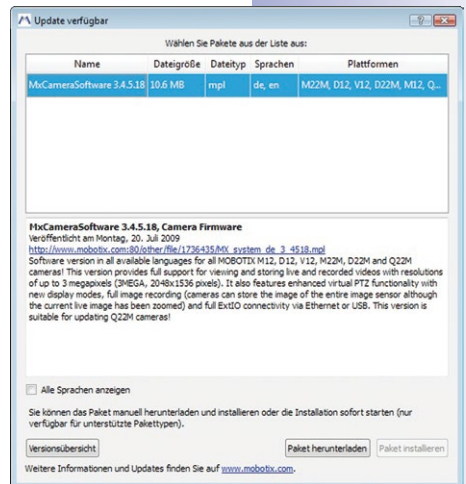 Update verfügbar
Wählen Sie Pakete aus der Liste aus:
Name Dateigröße Dateityp Sprachen Plattformen
MxCameraSoftware 3.4.5.18 10.6 MB mpl de, en M22M, D12, V12, D22M, M12, Q...
MxCameraSoftware 3.4.5.18, Camera Firmware
Veröffentlicht am Montag, 20. Juli 2009
http://www.mobotix.com:80/other/file/1736435/MX_system_de_3_4518.mpl
Software version in all available languages for all MOBOTIX M12, D12, V12, M22M, D22M and Q22M
cameras! This version provides full support for viewing and storing live and recorded videos with resolutions
of up to 3 megapixels (3MEGA, 2048x1536 pixels). It also features enhanced virtual PTZ functionality with
new display modes, full image recording (cameras can store the image of the entire image sensor although
the current live image has been zoomed) and full ExtIO connectivity via Ethernet or USB. This version is
suitable for updating Q22M cameras!
Alle Sprachen anzeigen
Sie können das Paket manuell herunterladen und installieren oder die Installation sofort starten (nur
verfügbar für unterstützte Pakettypen).
Versionsübersicht Paket herunterladen Paket installieren
Weitere Informationen und Updates finden Sie auf www.mobotix.com.